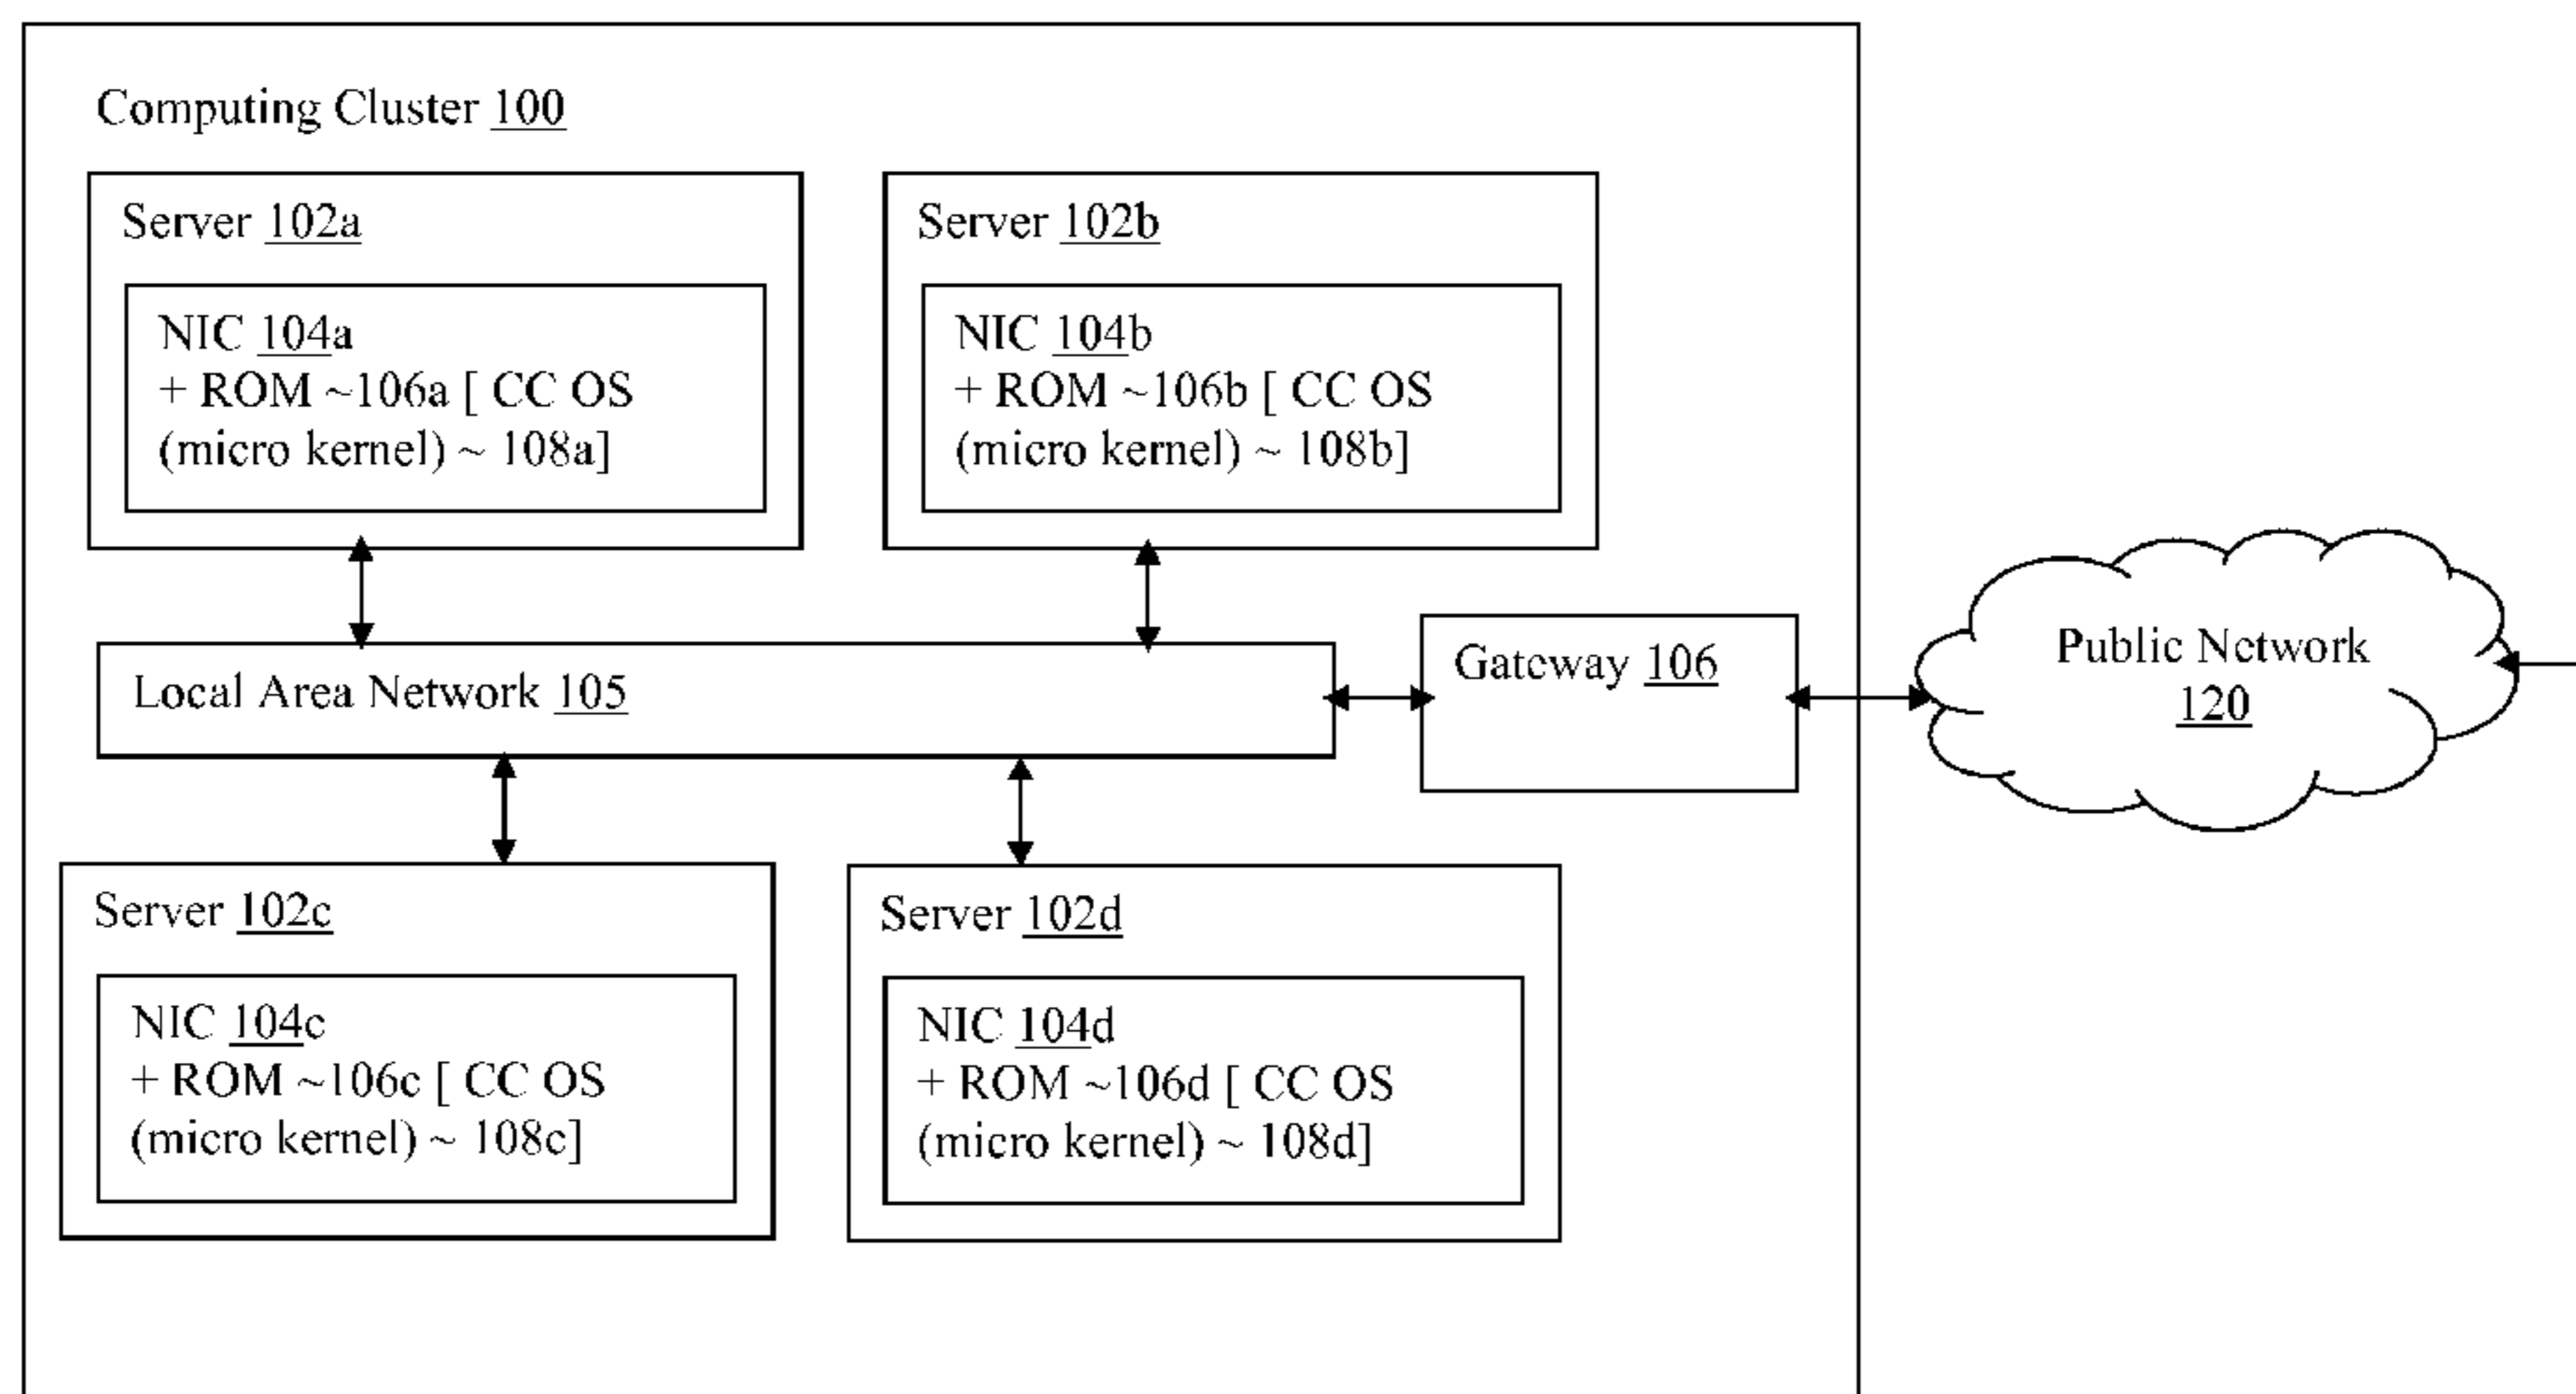 Computing Cluster 100
Server 102a
NIC 104a
+ ROM ~106a [ CC OS
(micro kernel) ~ 108a]
Server 102b
NIC 104b
+ ROM ~106b [ CC OS
(micro kernel) ~ 108b]
Local Area Network 105
Gateway 106
Public Network
120
Server 102c
NIC 104c
+ ROM ~106c [ CC OS
(micro kernel) ~ 108c]
Server 102d
NIC 104d
+ ROM ~106d [ CC OS
(micro kernel) ~ 108d]